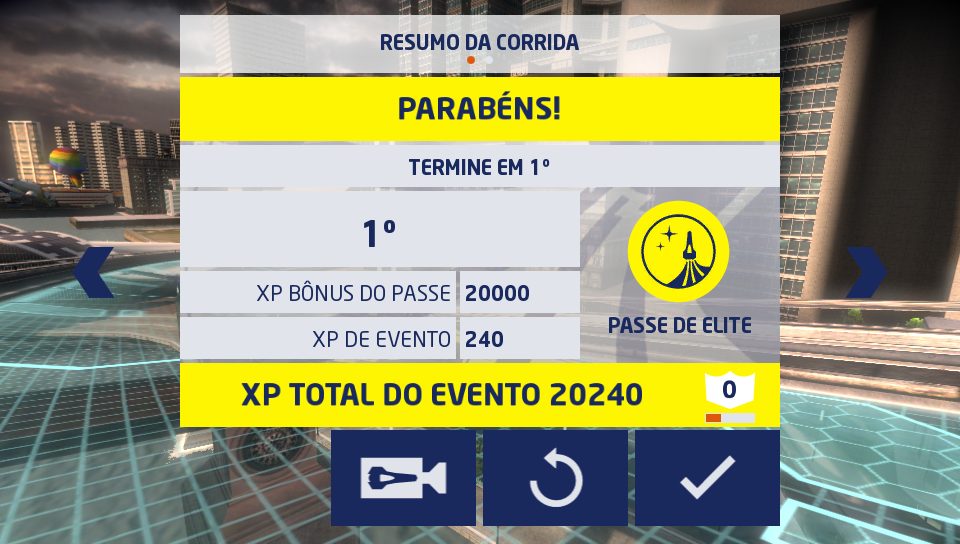 RESUMO DA CORRIDA
PARABÉNS!
TERMINE EM 1º
1º
XP BÔNUS DO PASSE 20000
XP DE EVENTO 240
PASSE DE ELITE
XP TOTAL DO EVENTO 20240
0